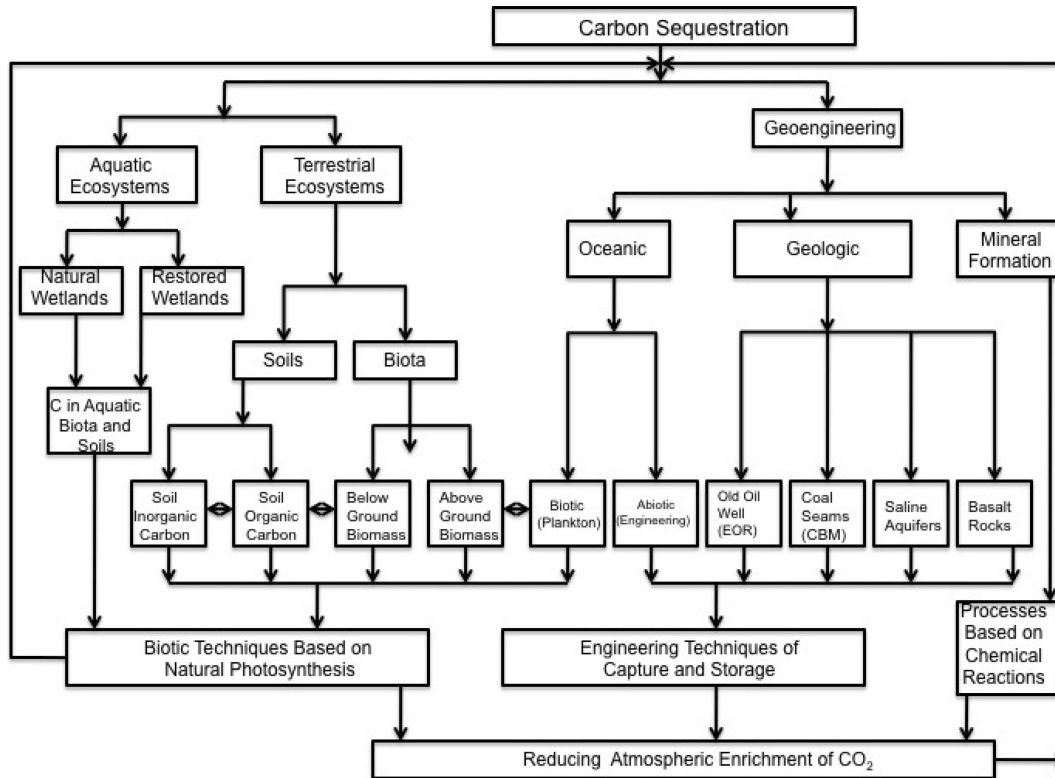 Carbon Sequestration
Geoengineering
Aquatic
Ecosystems
Terrestrial
Ecosystems
Oceanic
Geologic
Mineral
Formation
Natural
Wetlands
Restored
Wetlands
Soils
Biota
C in Aquatic
Biota and
Soils
Soil
Inorganic
Carbon
Soil
Organic
Carbon
Below
Ground
Biomass
Above
Ground
Biomass
Biotic
(Plankton)
Abiotic
(Engineering)
Old Oil
Well
(EOR)
Coal
Seams
(CBM)
Saline
Aquifers
Basalt
Rocks
Biotic Techniques Based on
Natural Photosynthesis
Engineering Techniques of
Capture and Storage
Processes
Based on
Chemical
Reactions
Reducing Atmospheric Enrichment of CO₂